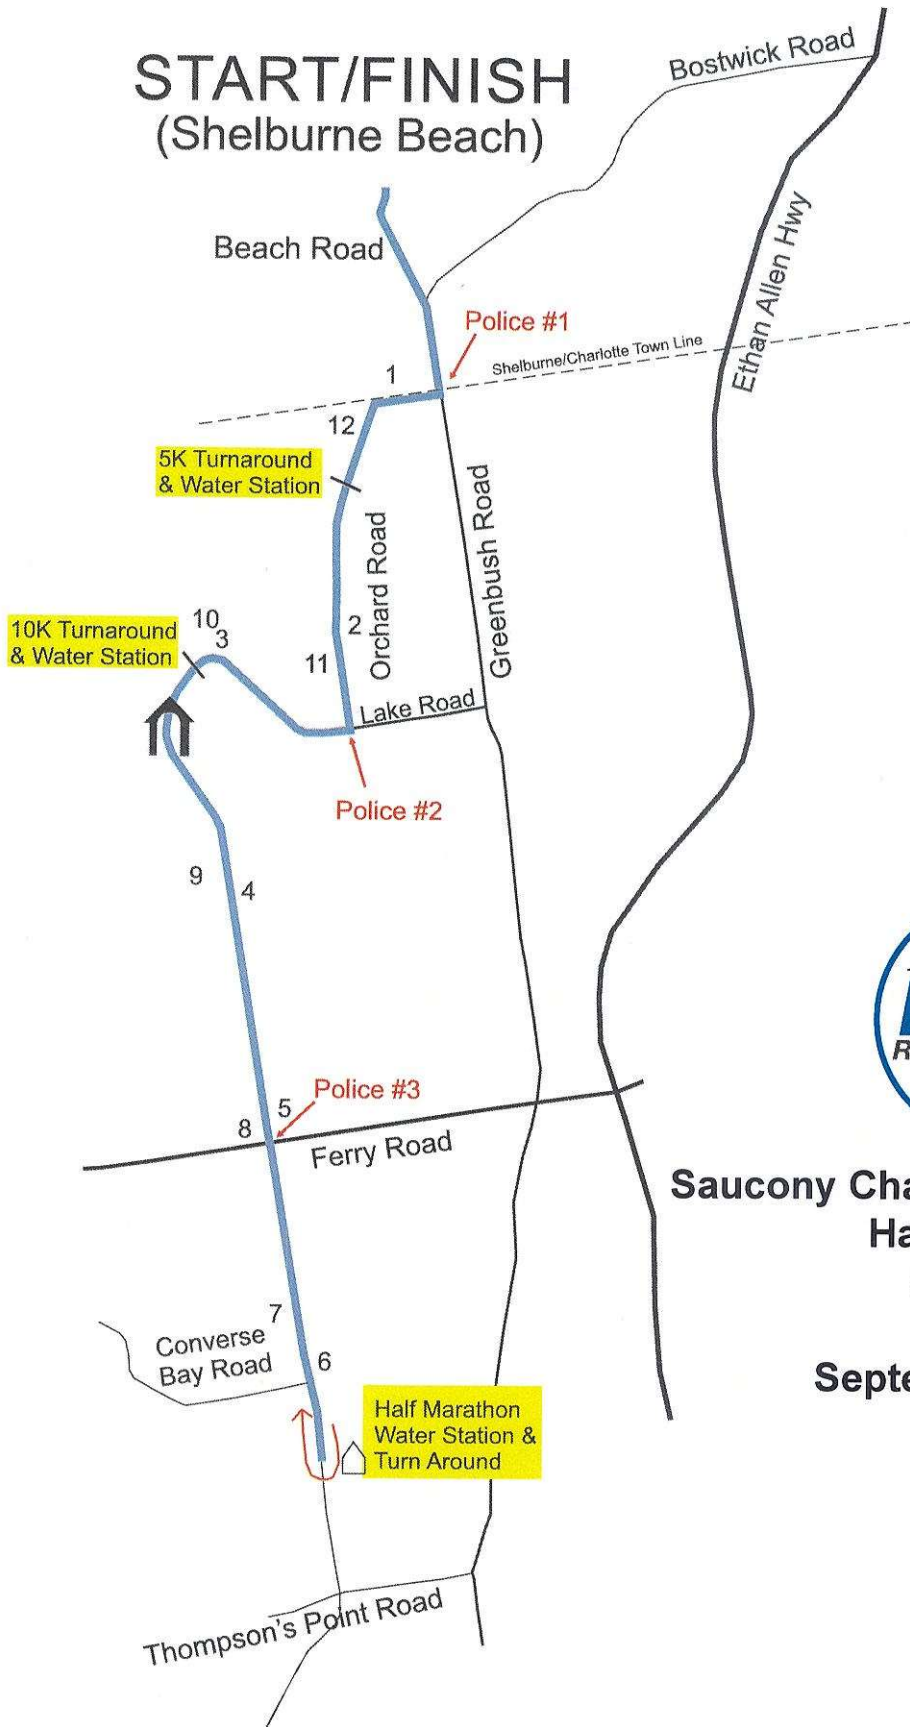 START/FINISH
(Shelburne Beach)
Bostwick Road
Beach Road
Ethan Allen Hwy
Police #1
Shelburne/Charlotte Town Line
1
12
5K Turnaround
& Water Station
Orchard Road
Greenbush Road
10K Turnaround
& Water Station
10
3
2
11
Lake Road
Police #2
9
4
Police #3
5
8
Ferry Road
Saucony
Ha
7
Converse
Bay Road
6
Septe
Half Marathon
Water Station &
Turn Around
Thompson's Point Road